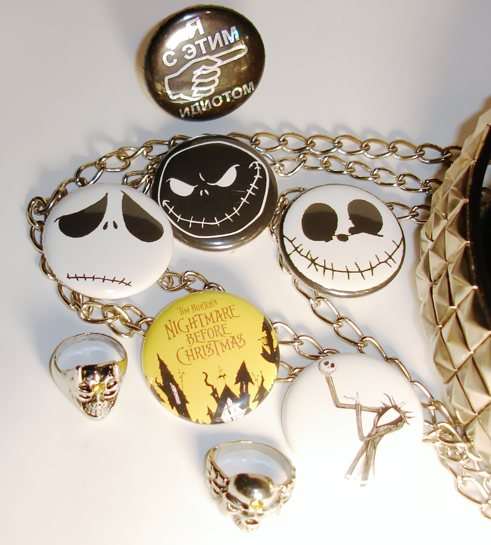 Я
С ЭТИМ
ИДИОТОМ
TIM BURTON'S
NIGHTMARE
BEFORE
CHRISTMAS